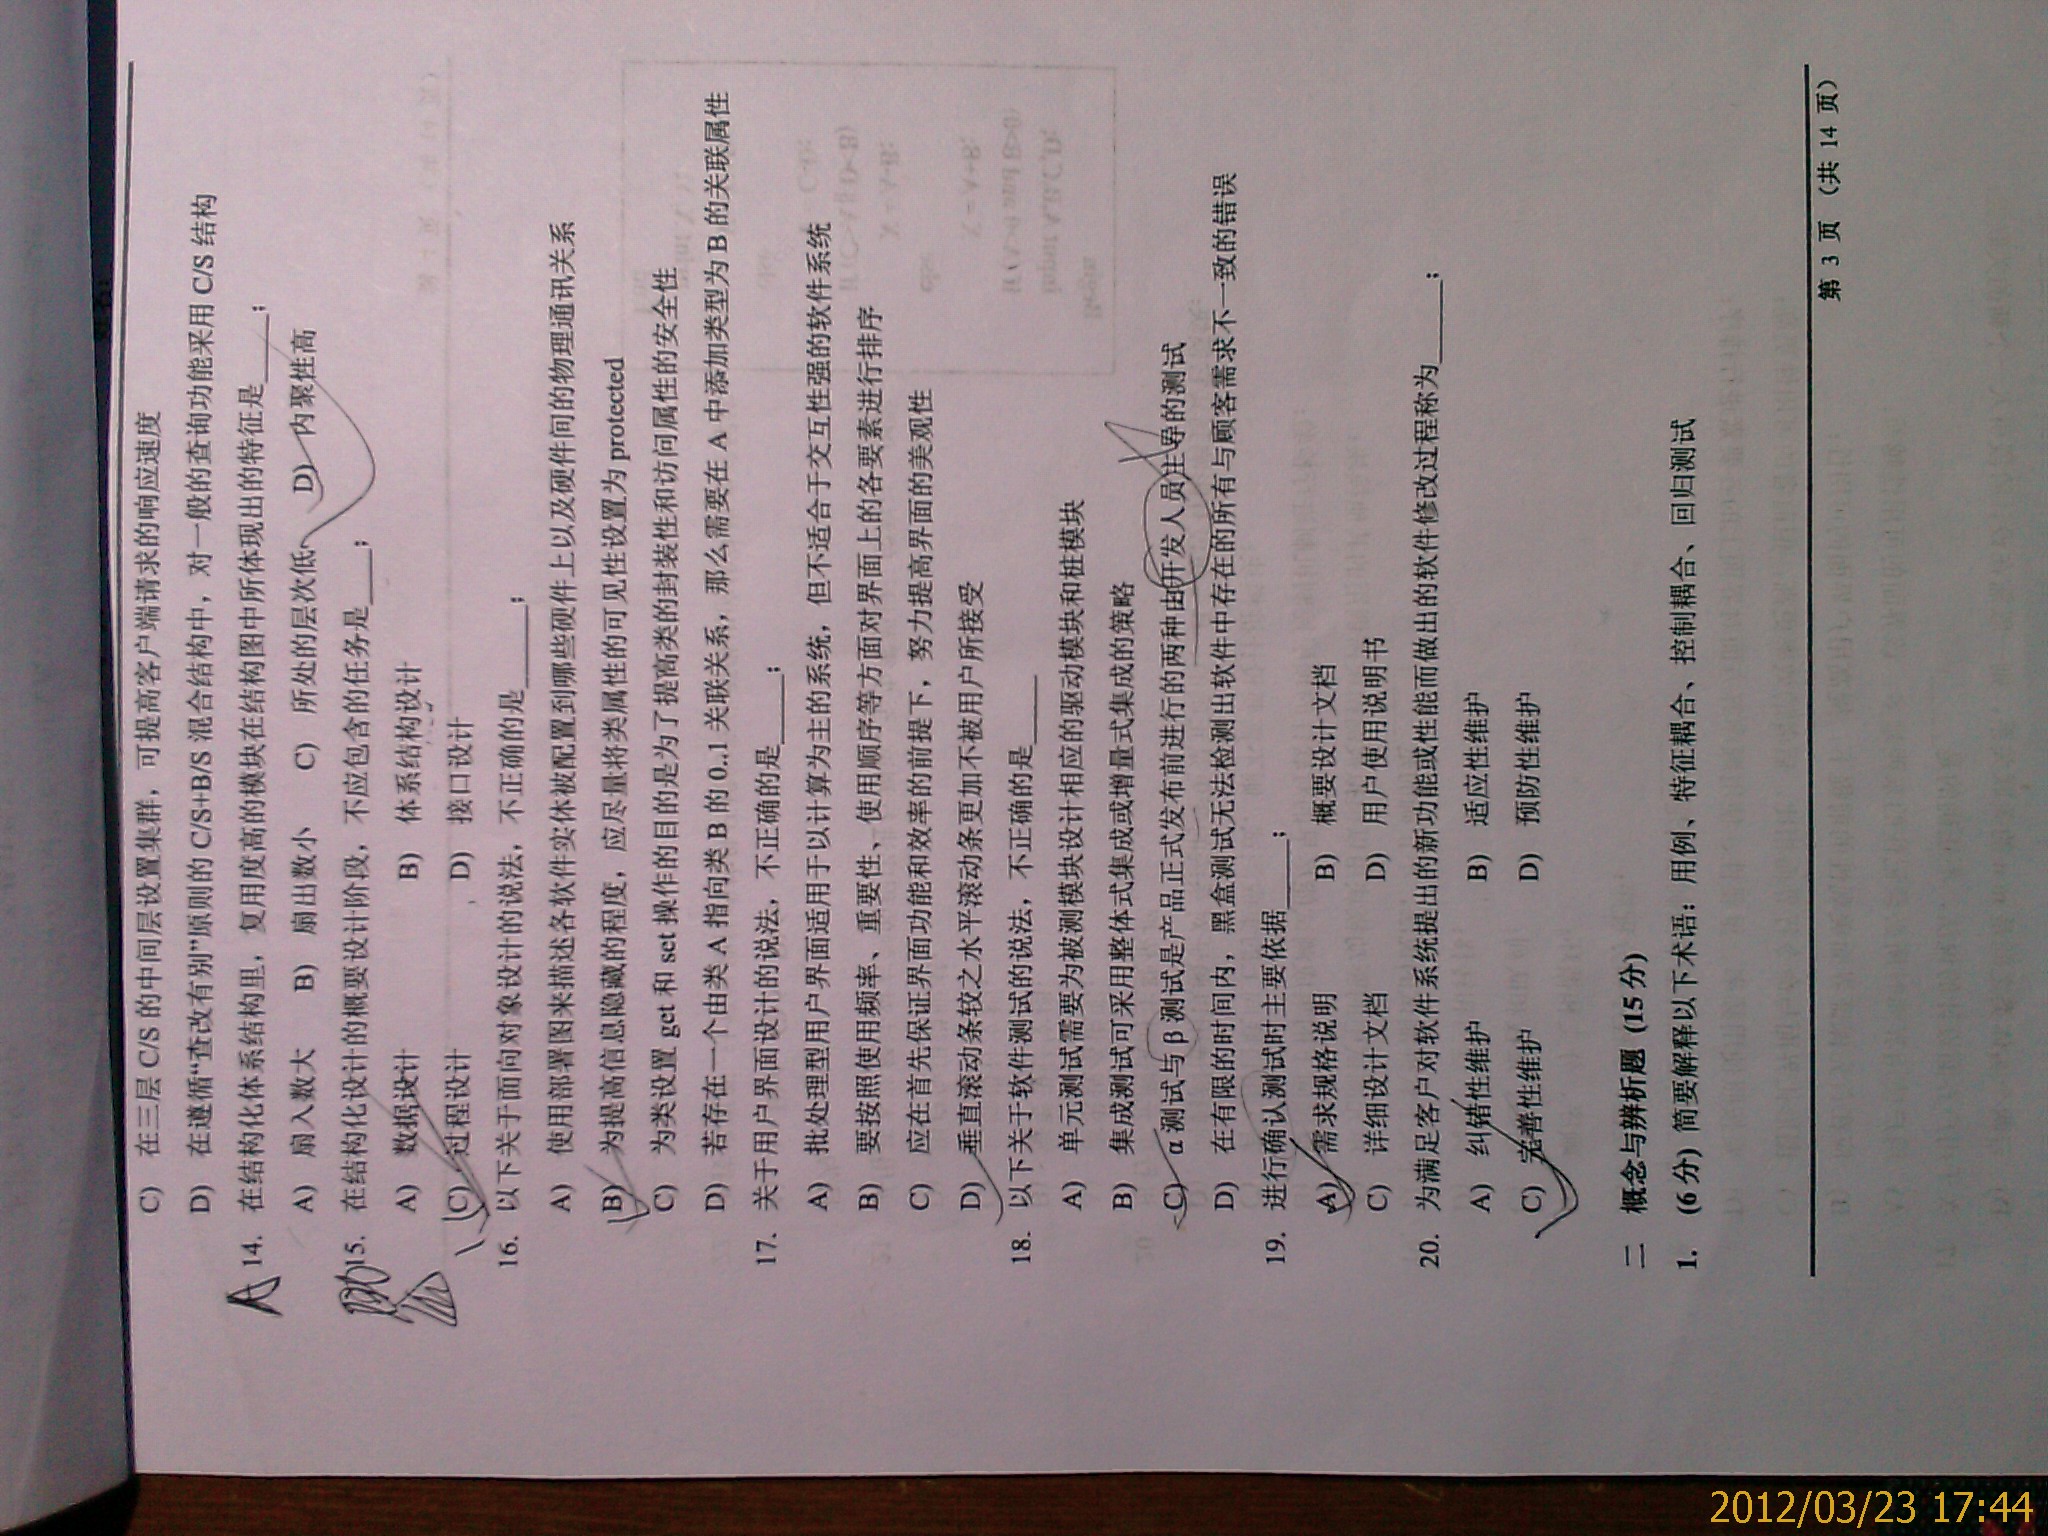 C) 在三层 C/S 的中间层设置集群，可提高客户端请求的响应速度
D) 在遵循“查改有别”原则的 C/S+B/S 混合结构中，对一般的查询功能采用 C/S 结构
14. 在结构化体系结构里，复用度高的模块在结构图中所体现出的特征是____；
A
A) 扇入数大 B) 扇出数小 C) 所处的层次低 D) 内聚性高
15. 在结构化设计的概要设计阶段，不应包含的任务是____；
A) 数据设计 B) 体系结构设计
C) 过程设计 D) 接口设计
16. 以下关于面向对象设计的说法，不正确的是______；
A) 使用部署图来描述各软件实体被配置到哪些硬件上以及硬件间的物理通讯关系
B) 为提高信息隐藏的程度，应尽量将类属性的可见性设置为 protected
C) 为类设置 get 和 set 操作的目的是为了提高类的封装性和访问属性的安全性
D) 若存在一个由类 A 指向类 B 的 0..1 关联关系，那么需要在 A 中添加类型为 B 的关联属性
17. 关于用户界面设计的说法，不正确的是_____；
A) 批处理型用户界面适用于以计算为主的系统，但不适合于交互性强的软件系统
B) 要按照使用频率、重要性、使用顺序等方面对界面上的各要素进行排序
C) 应在首先保证界面功能和效率的前提下，努力提高界面的美观性
D) 垂直滚动条较之水平滚动条更加不被用户所接受
18. 以下关于软件测试的说法，不正确的是_____
A) 单元测试需要为被测模块设计相应的驱动模块和桩模块
B) 集成测试可采用整体式集成或增量式集成的策略
C) α 测试与 β 测试是产品正式发布前进行的两种由开发人员主导的测试
D) 在有限的时间内，黑盒测试无法检测出软件中存在的所有与顾客需求不一致的错误
19. 进行确认测试时主要依据_____；
A) 需求规格说明 B) 概要设计文档
C) 详细设计文档 D) 用户使用说明书
20. 为满足客户对软件系统提出的新功能或性能而做出的软件修改过程称为______；
A) 纠错性维护 B) 适应性维护
C) 完善性维护 D) 预防性维护
二 概念与辨析题 (15 分)
1. (6 分) 简要解释以下术语：用例、特征耦合、控制耦合、回归测试
第 3 页 （共 14 页）
2012/03/23 17:44